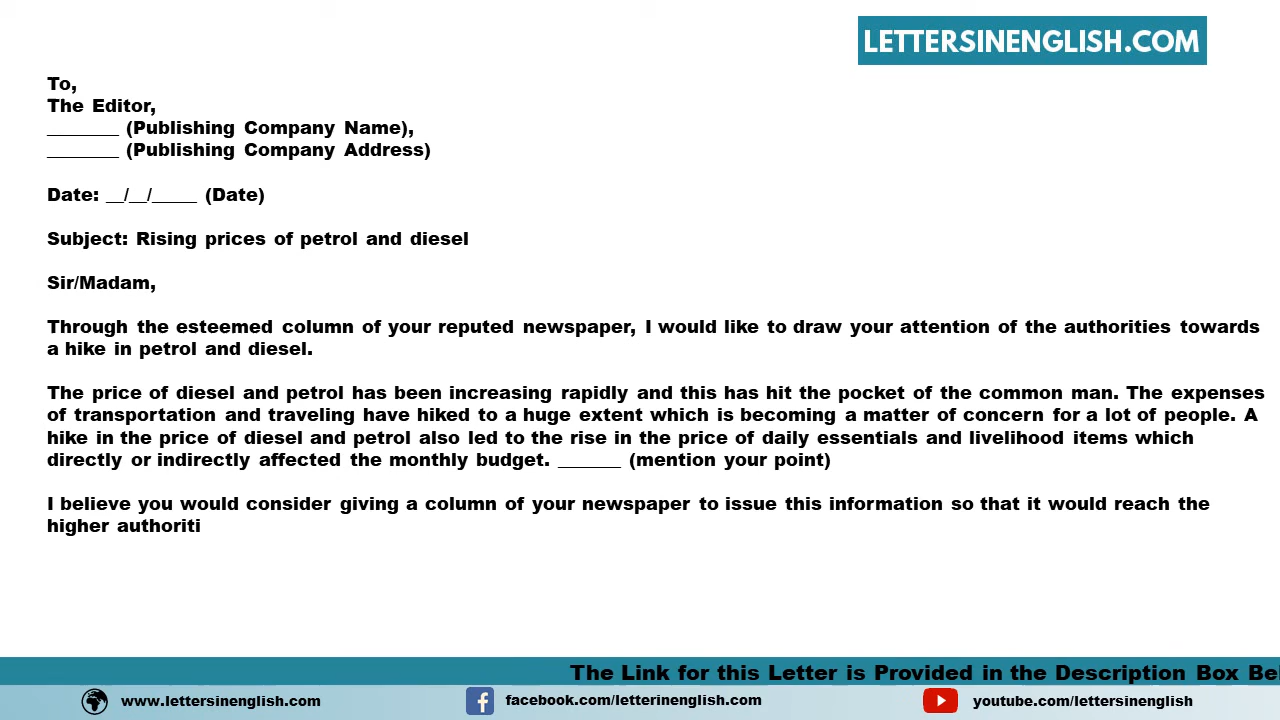 LETTERSINENGLISH.COM
To,
The Editor,
________ (Publishing Company Name),
________ (Publishing Company Address)
Date: __/__/_____ (Date)
Subject: Rising prices of petrol and diesel
Sir/Madam,
Through the esteemed column of your reputed newspaper, I would like to draw your attention of the authorities towards
a hike in petrol and diesel.
The price of diesel and petrol has been increasing rapidly and this has hit the pocket of the common man. The expenses
of transportation and traveling have hiked to a huge extent which is becoming a matter of concern for a lot of people. A
hike in the price of diesel and petrol also led to the rise in the price of daily essentials and livelihood items which
directly or indirectly affected the monthly budget. _______ (mention your point)
I believe you would consider giving a column of your newspaper to issue this information so that it would reach the
higher authoriti
The Link for this Letter is Provided in the Description Box Bel
www.lettersinenglish.com
facebook.com/letterinenglish.com
youtube.com/lettersinenglish